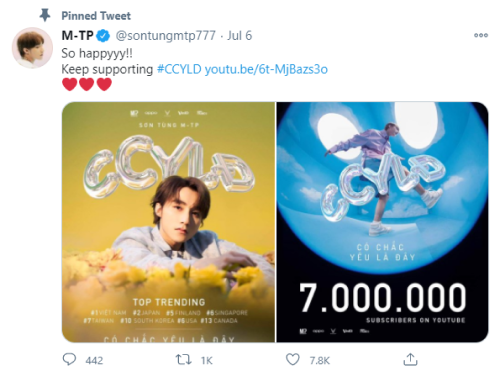 Pinned Tweet
M-TP @sontungmtp777 · Jul 6
So happyyy!!
Keep supporting #CCYLD youtu.be/6t-MjBazs3o
SƠN TÙNG M-TP
CCYLD
TOP TRENDING
#1 VIỆT NAM #2 JAPAN #5 FINLAND #6 SINGAPORE
#7 TAIWAN #10 SOUTH KOREA #9 USA #13 CANADA
CÓ CHẮC YÊU LÀ ĐÂY
CCYLD
CÓ CHẮC
YÊU LÀ ĐÂY
7.000.000
SUBSCRIBERS ON YOUTUBE
442 1K 7.8K